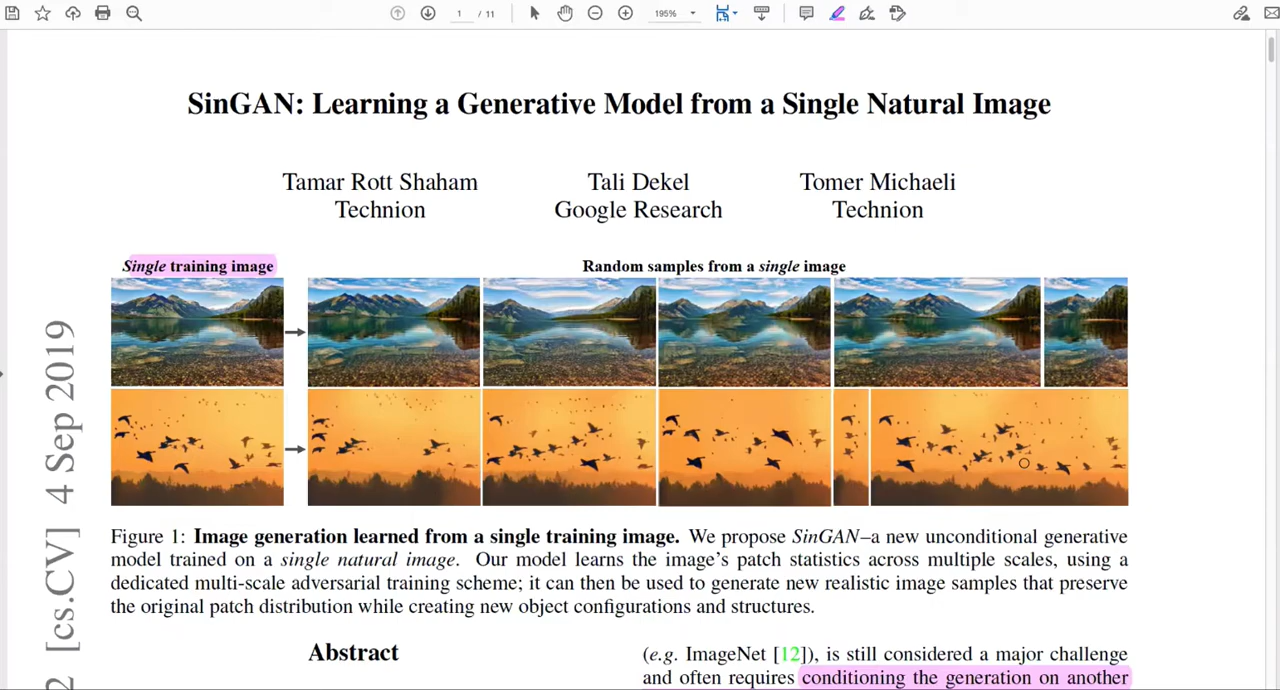 1 / 11
195%
SinGAN: Learning a Generative Model from a Single Natural Image
Tamar Rott Shaham
Technion
Tali Dekel
Google Research
Tomer Michaeli
Technion
Single training image
Random samples from a single image
Figure 1: Image generation learned from a single training image. We propose SinGAN–a new unconditional generative
model trained on a single natural image. Our model learns the image's patch statistics across multiple scales, using a
dedicated multi-scale adversarial training scheme; it can then be used to generate new realistic image samples that preserve
the original patch distribution while creating new object configurations and structures.
Abstract
(e.g. ImageNet [12]), is still considered a major challenge
and often requires conditioning the generation on another
2 [cs.CV] 4 Sep 2019